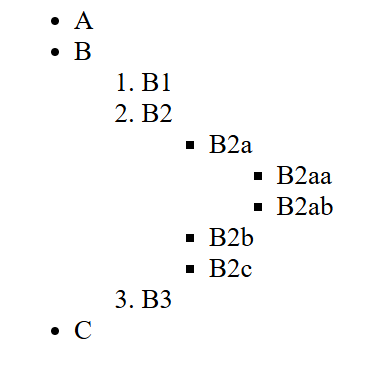 • A
• B
1. B1
2. B2
▪ B2a
▪ B2aa
▪ B2ab
▪ B2b
▪ B2c
3. B3
• C